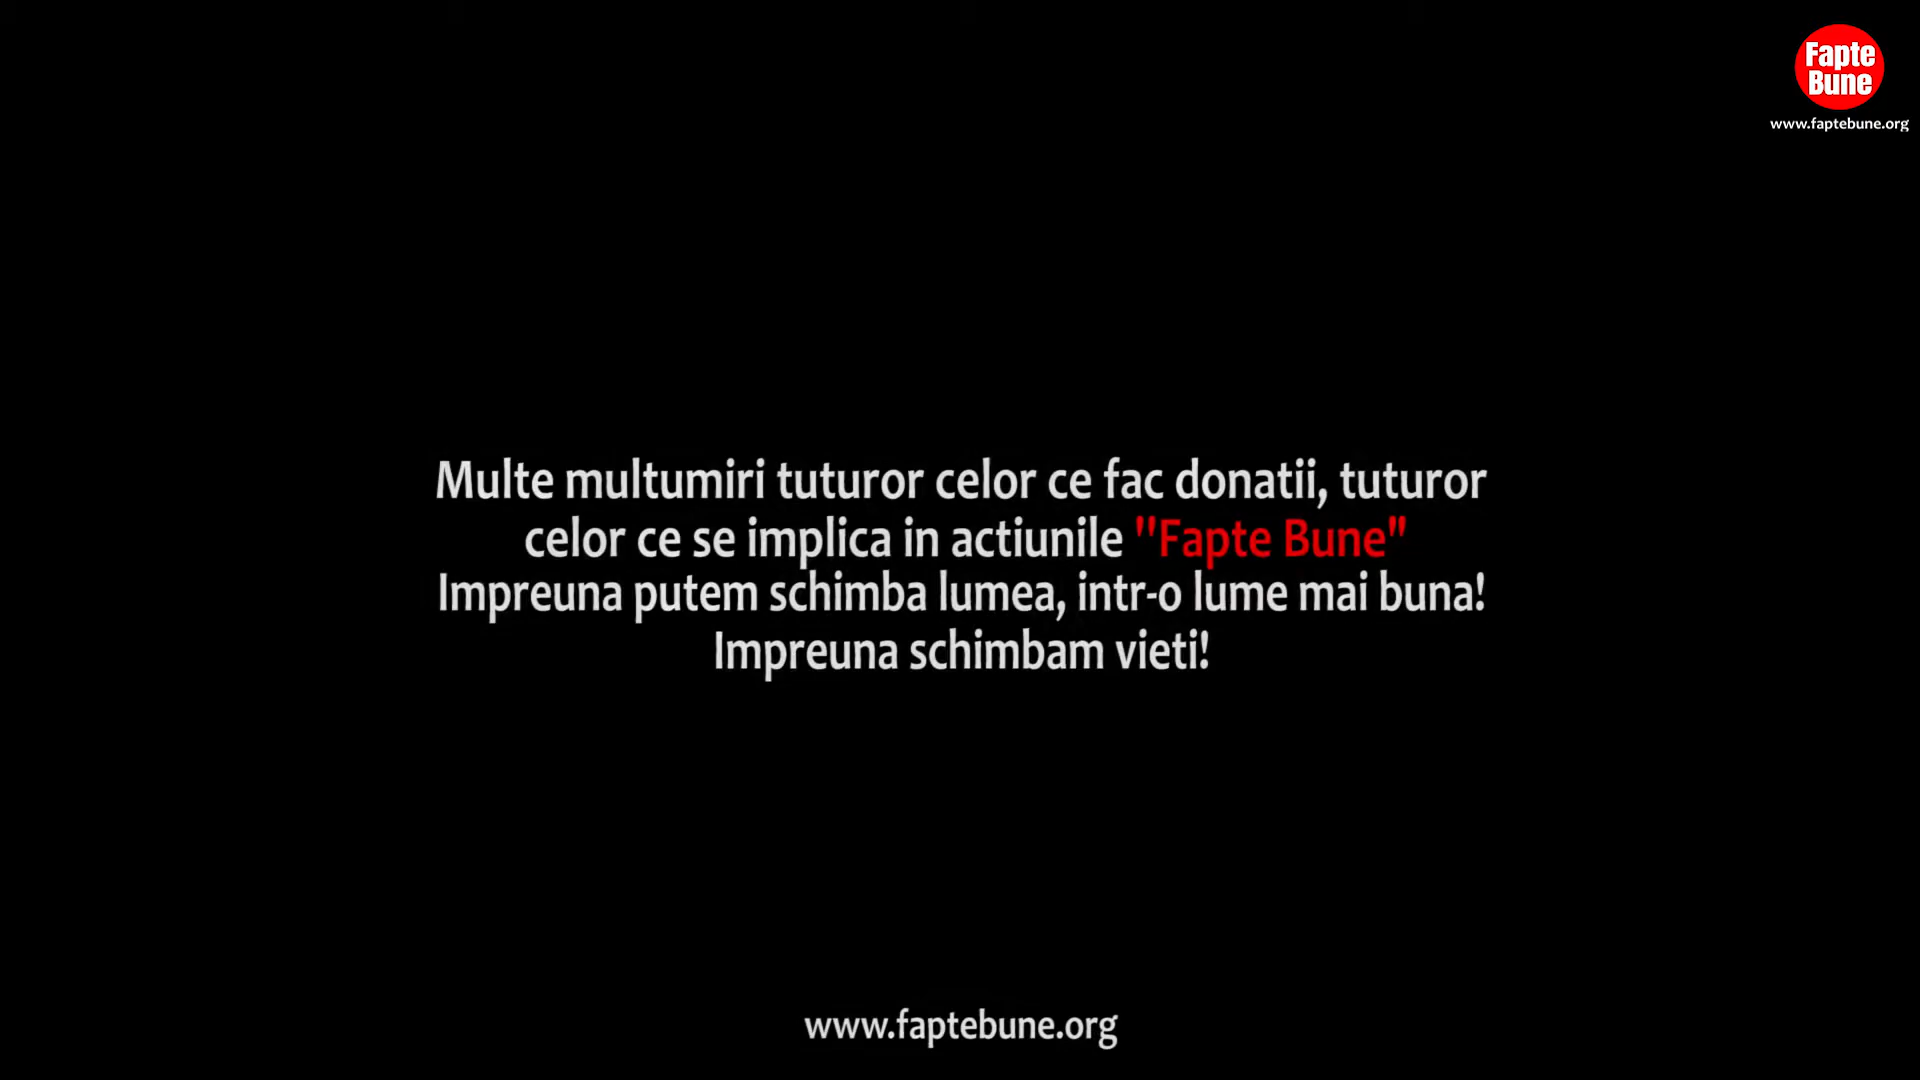 Fapte
Bune
www.faptebune.org
Multe multumiri tuturor celor ce fac donatii, tuturor
celor ce se implica in actiunile "Fapte Bune"
Impreuna putem schimba lumea, intr-o lume mai buna!
Impreuna schimbam vieti!
www.faptebune.org